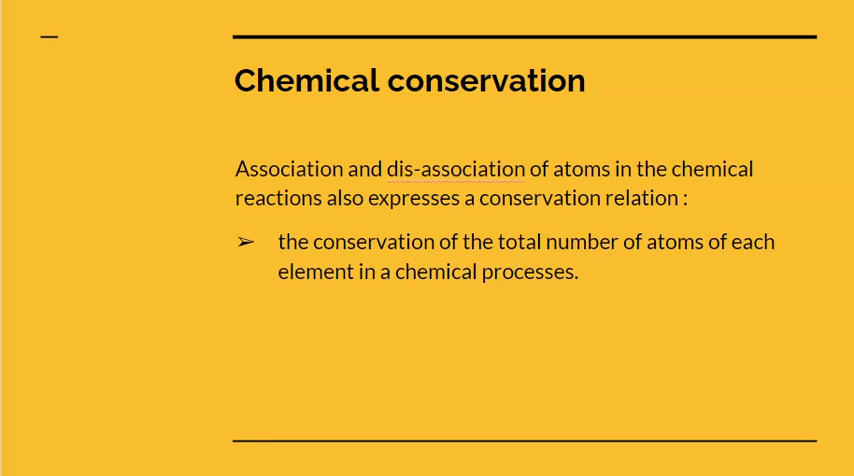 Chemical conservation
Association and dis-association of atoms in the chemical
reactions also expresses a conservation relation :
➢ the conservation of the total number of atoms of each
element in a chemical processes.